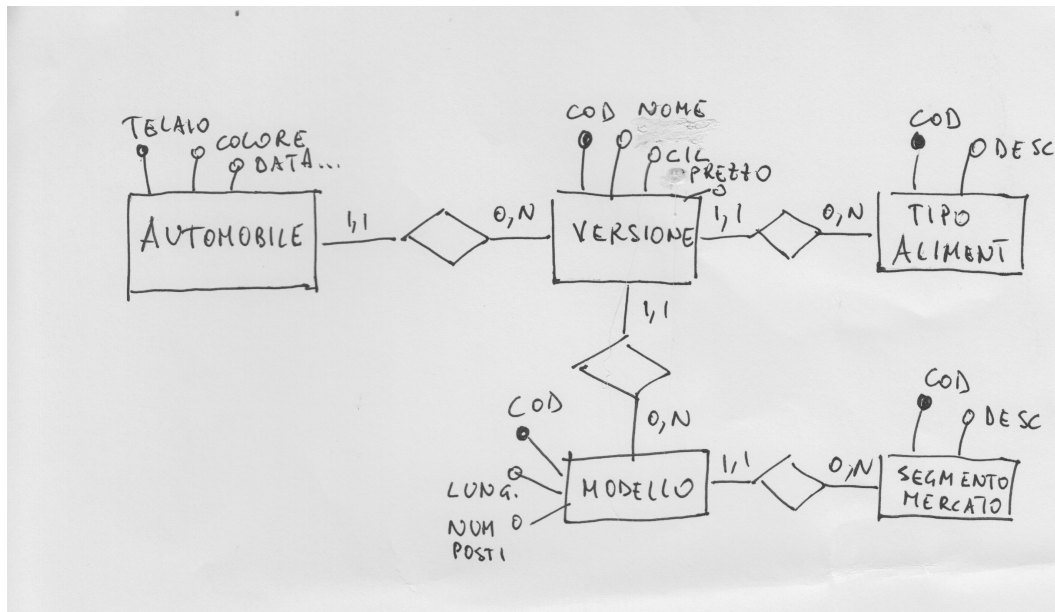 TELAIO
COLORE
DATA...
AUTOMOBILE
1,1
0,N
COD NOME
CIL
PREZZO
VERSIONE
1,1
0,N
COD
DESC
TIPO
ALIMENT
1,1
0,N
COD
LUNG.
NUM
POSTI
MODELLO
1,1
0,N
COD
DESC
SEGMENTO
MERCATO